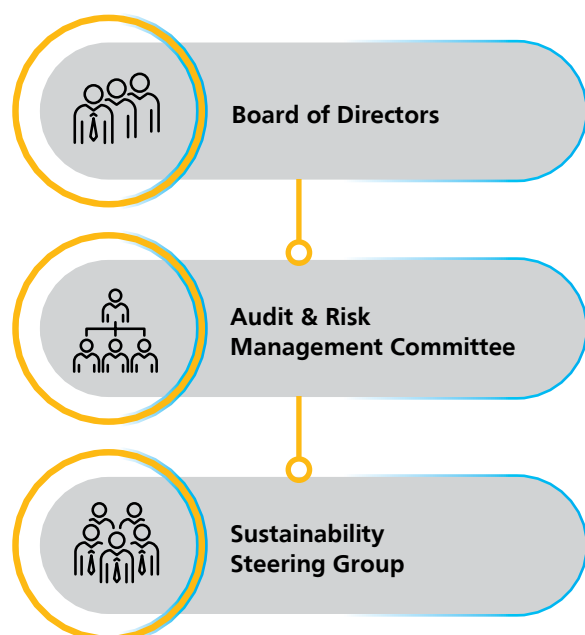 Board of Directors
Audit & Risk
Management Committee
Sustainability
Steering Group